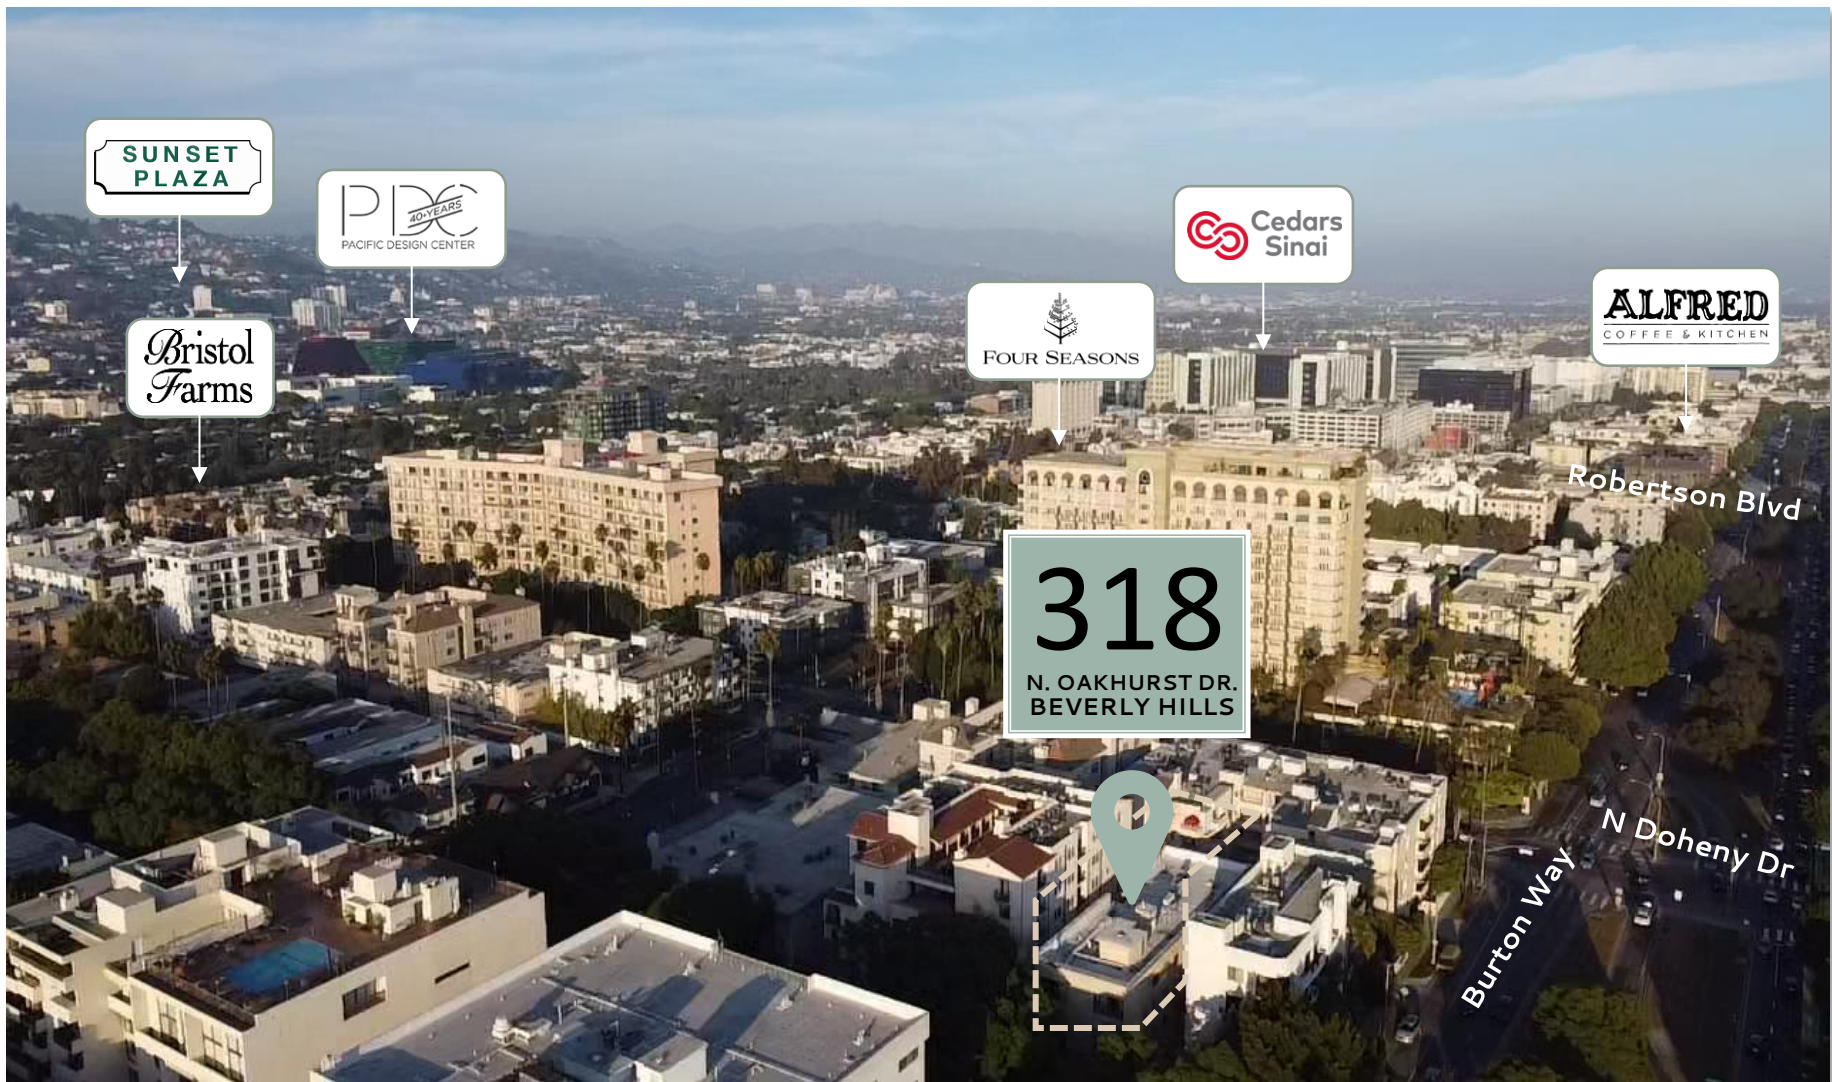 SUNSET
PLAZA
PDC
40+YEARS
PACIFIC DESIGN CENTER
Cedars
Sinai
Bristol
Farms
FOUR SEASONS
ALFRED
COFFEE & KITCHEN
Robertson Blvd
318
N. OAKHURST DR.
BEVERLY HILLS
N Doheny Dr
Burton Way